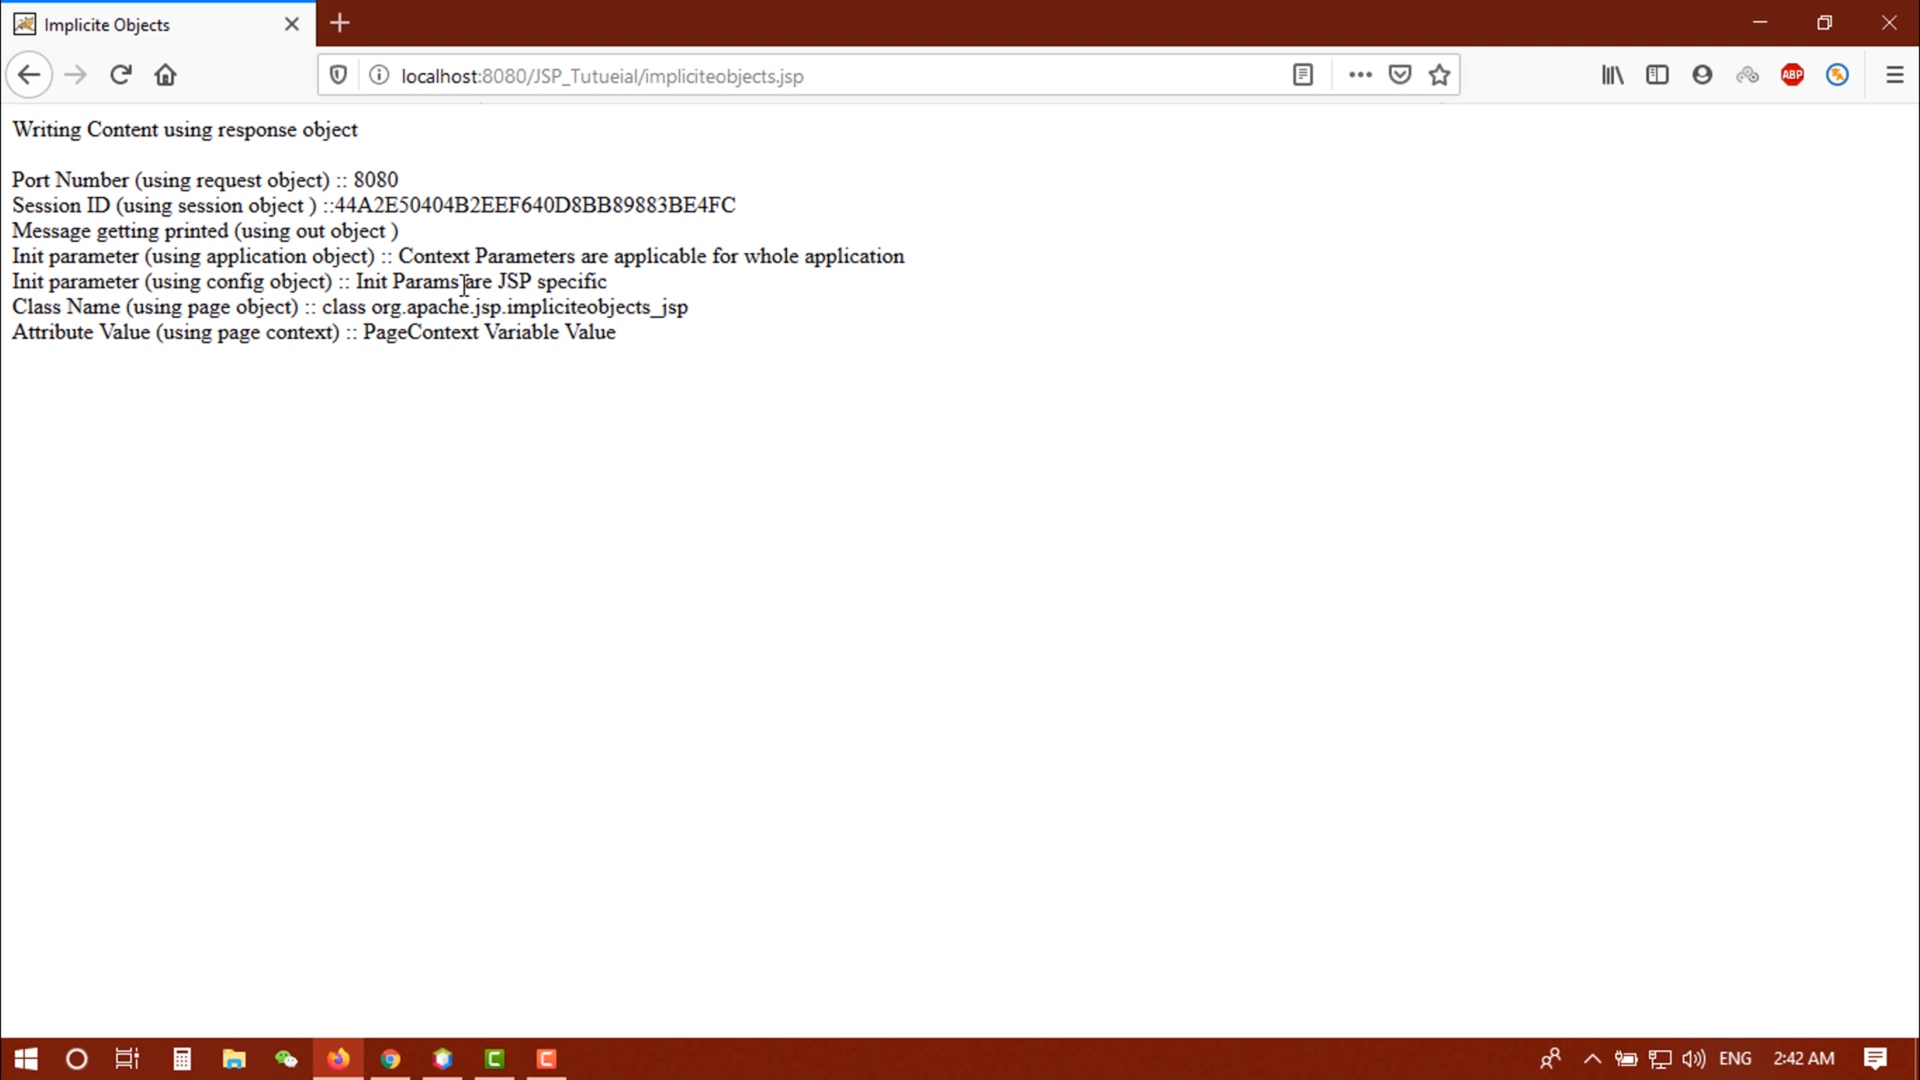 Implicite Objects
localhost:8080/JSP_Tutueial/impliciteobjects.jsp
ABP
Writing Content using response object
Port Number (using request object) :: 8080
Session ID (using session object ) ::44A2E50404B2EEF640D8BB89883BE4FC
Message getting printed (using out object )
Init parameter (using application object) :: Context Parameters are applicable for whole application
Init parameter (using config object) :: Init Params are JSP specific
Class Name (using page object) :: class org.apache.jsp.impliciteobjects_jsp
Attribute Value (using page context) :: PageContext Variable Value
C
C
ENG
2:42 AM